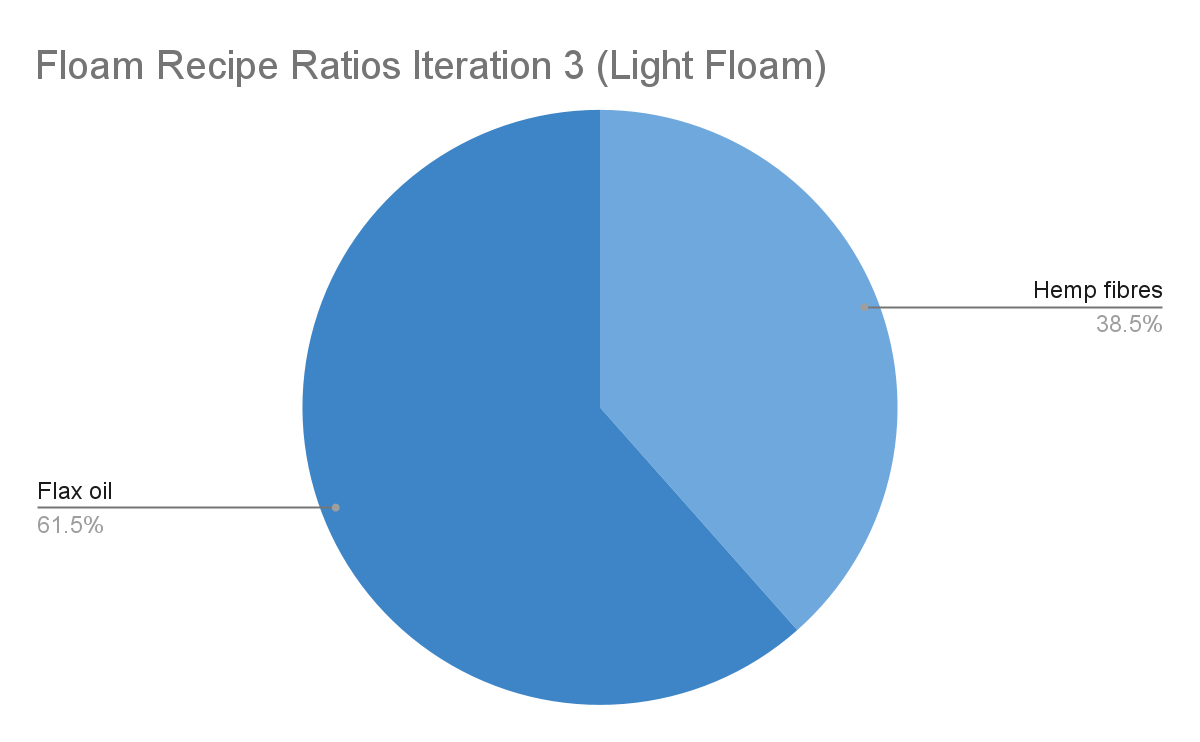 Floam Recipe Ratios Iteration 3 (Light Floam)
Hemp fibres
38.5%
Flax oil
61.5%